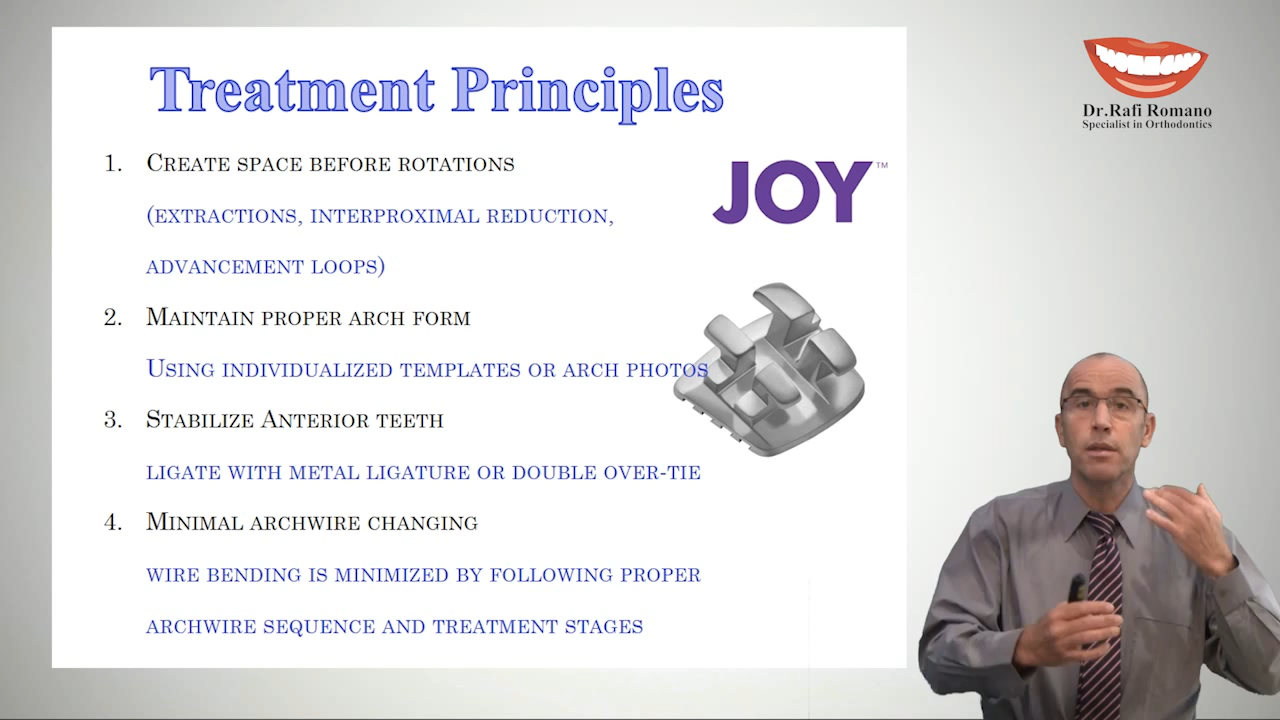 Treatment Principles
1. Create space before rotations
(extractions, interproximal reduction,
advancement loops)
2. Maintain proper arch form
Using individualized templates or arch photos
3. Stabilize Anterior teeth
ligate with metal ligature or double over-tie
4. Minimal archwire changing
wire bending is minimized by following proper
archwire sequence and treatment stages
JOY™
Dr.Rafi Romano
Specialist in Orthodontics